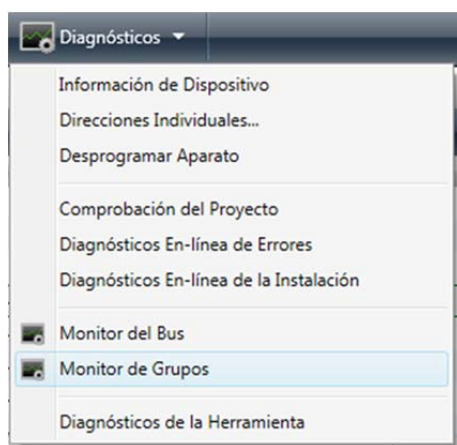 Diagnósticos
Información de Dispositivo
Direcciones Individuales...
Desprogramar Aparato
Comprobación del Proyecto
Diagnósticos En-línea de Errores
Diagnósticos En-línea de la Instalación
Monitor del Bus
Monitor de Grupos
Diagnósticos de la Herramienta